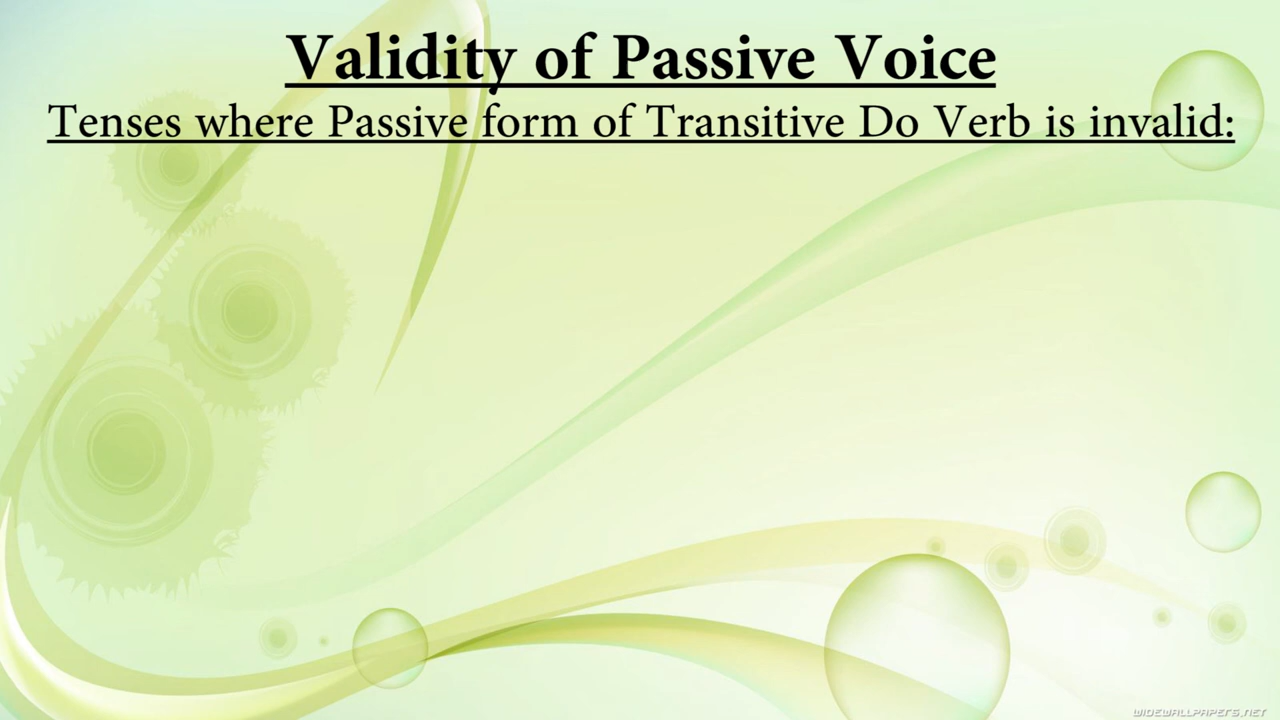 Validity of Passive Voice
Tenses where Passive form of Transitive Do Verb is invalid:
WIDEWALLPAPERS.NET